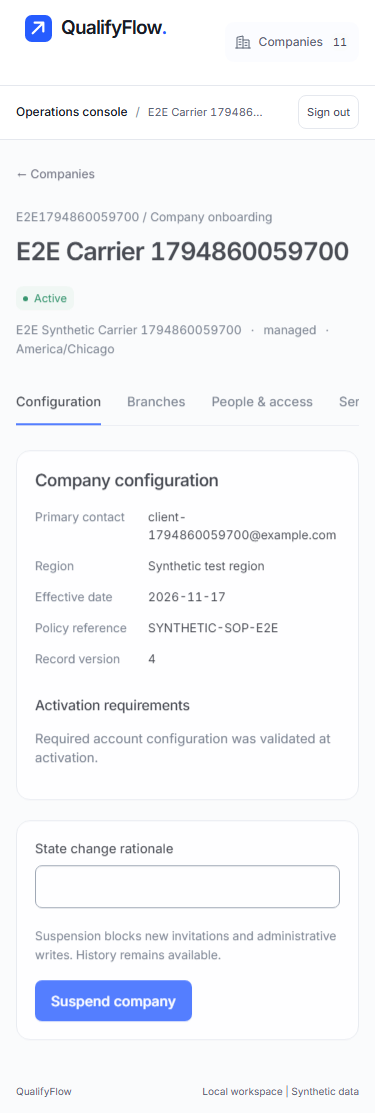 QualifyFlow.
Companies 11
Operations console / E2E Carrier 179486...
Sign out
← Companies
E2E1794860059700 / Company onboarding
E2E Carrier 1794860059700
Active
E2E Synthetic Carrier 1794860059700 · managed ·
America/Chicago
Configuration Branches People & access Ser
Company configuration
Primary contact client-
1794860059700@example.com
Region Synthetic test region
Effective date 2026-11-17
Policy reference SYNTHETIC-SOP-E2E
Record version 4
Activation requirements
Required account configuration was validated at
activation.
State change rationale
Suspension blocks new invitations and administrative
writes. History remains available.
Suspend company
QualifyFlow
Local workspace | Synthetic data